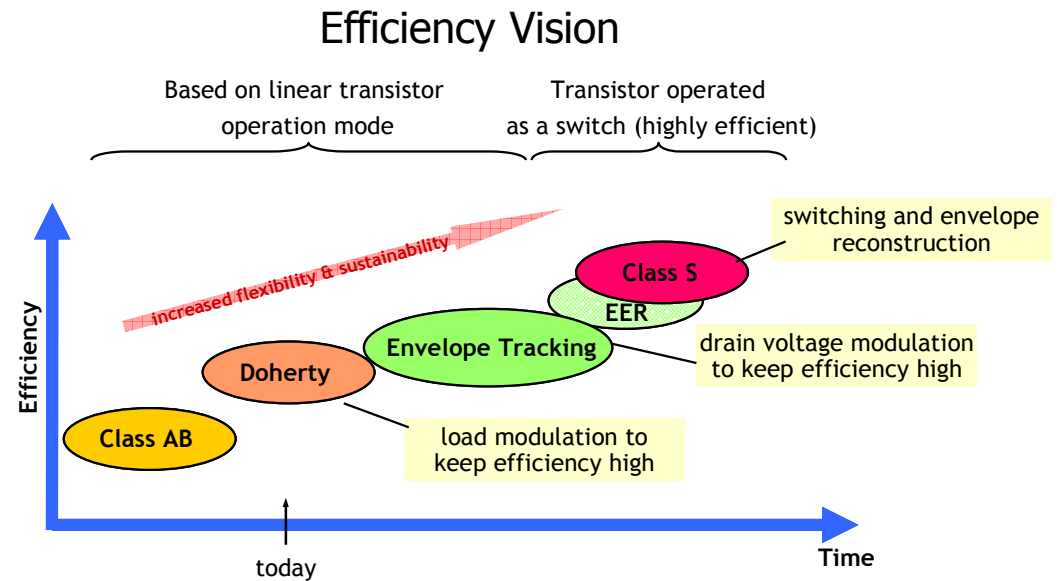 Efficiency Vision
Based on linear transistor
operation mode
Transistor operated
as a switch (highly efficient)
switching and envelope
reconstruction
increased flexibility & sustainability
Class S
EER
Envelope Tracking
drain voltage modulation
to keep efficiency high
Doherty
Efficiency
Class AB
load modulation to
keep efficiency high
Time
today